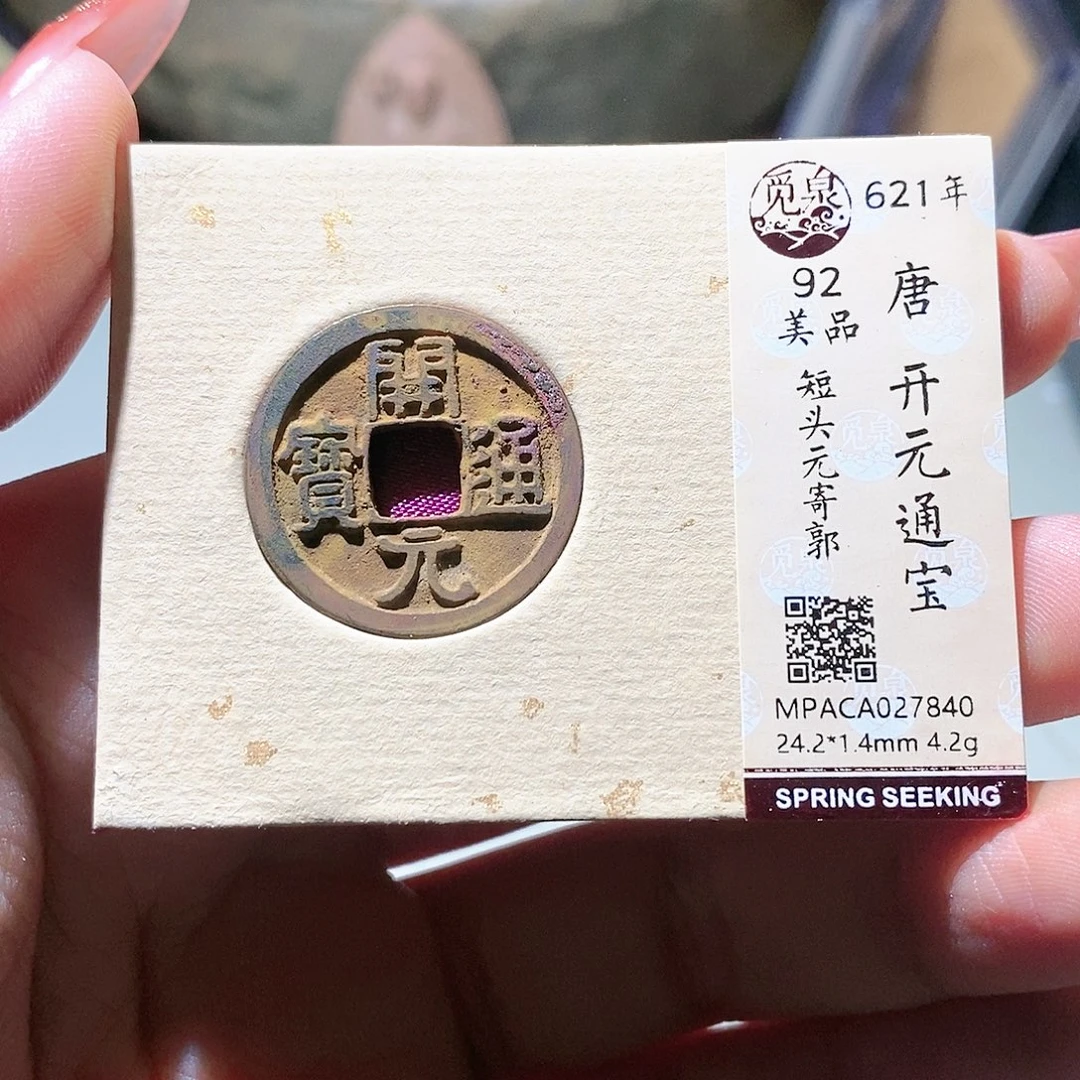 開元通寶
觅泉
621年
92
美品
唐 开元通宝
短头元寄郭
MPACA027840
24.2*1.4mm 4.2g
SPRING SEEKING